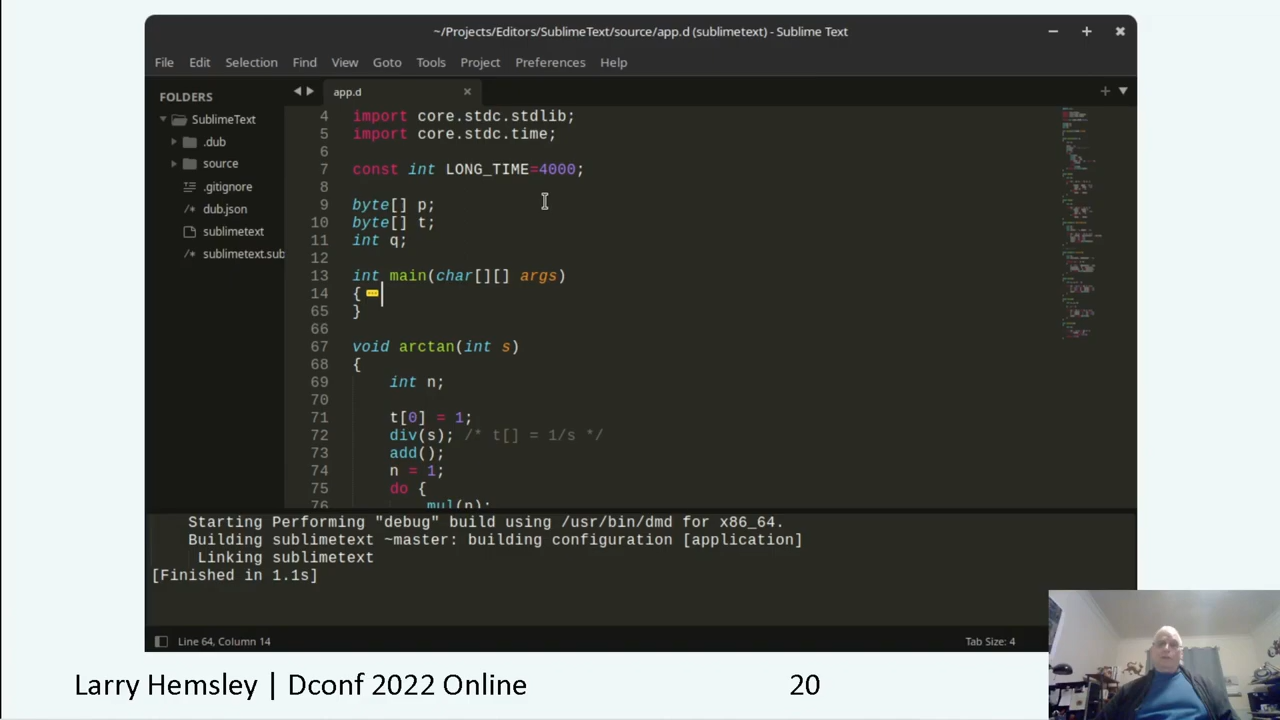 ~/Projects/Editors/SublimeText/source/app.d (sublimetext) - Sublime Text
File Edit Selection Find View Goto Tools Project Preferences Help
FOLDERS
SublimeText
.dub
source
.gitignore
dub.json
sublimetext
sublimetext.sub
app.d
4 import core.stdc.stdlib;
5 import core.stdc.time;
6
7 const int LONG_TIME=4000;
8
9 byte[] p;
10 byte[] t;
11 int q;
12
13 int main(char[][] args)
14 {
65 }
66
67 void arctan(int s)
68 {
69 int n;
70
71 t[0] = 1;
72 div(s); /* t[] = 1/s */
73 add();
74 n = 1;
75 do {
76 mul(n);
Starting Performing "debug" build using /usr/bin/dmd for x86_64.
Building sublimetext ~master: building configuration [application]
Linking sublimetext
[Finished in 1.1s]
Line 64, Column 14
Tab Size: 4
Larry Hemsley | Dconf 2022 Online
20